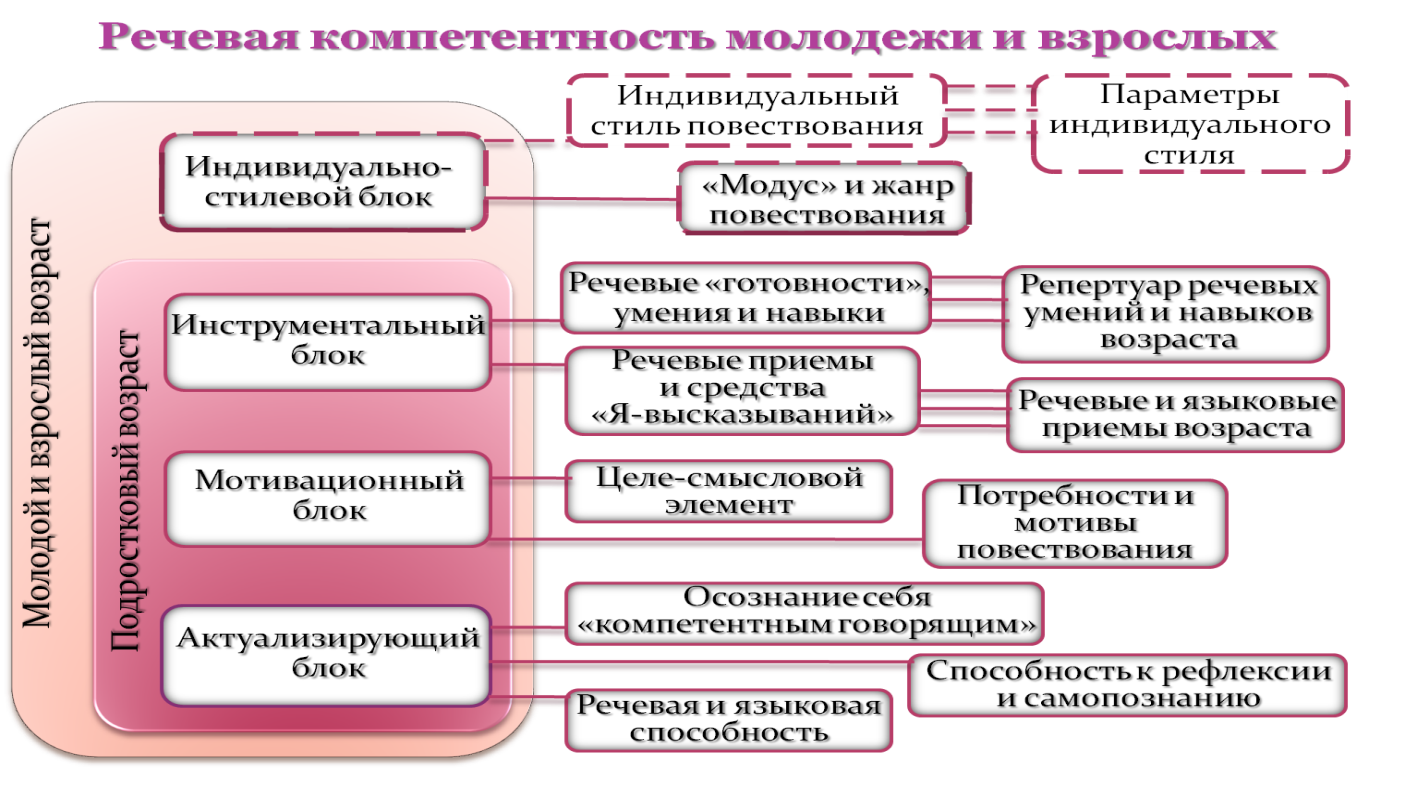 Речевая компетентность молодежи и взрослых
Молодой и взрослый возраст
Подростковый возраст
Индивидуально-
стилевой блок
Индивидуальный
стиль повествования
Параметры
индивидуального
стиля
«Модус» и жанр
повествования
Инструментальный
блок
Речевые «готовности»,
умения и навыки
Репертуар речевых
умений и навыков
возраста
Речевые приемы
и средства
«Я-высказываний»
Речевые и языковые
приемы возраста
Мотивационный
блок
Целе-смысловой
элемент
Потребности и
мотивы
повествования
Актуализирующий
блок
Осознание себя
«компетентным говорящим»
Способность к рефлексии
и самопознанию
Речевая и языковая
способность